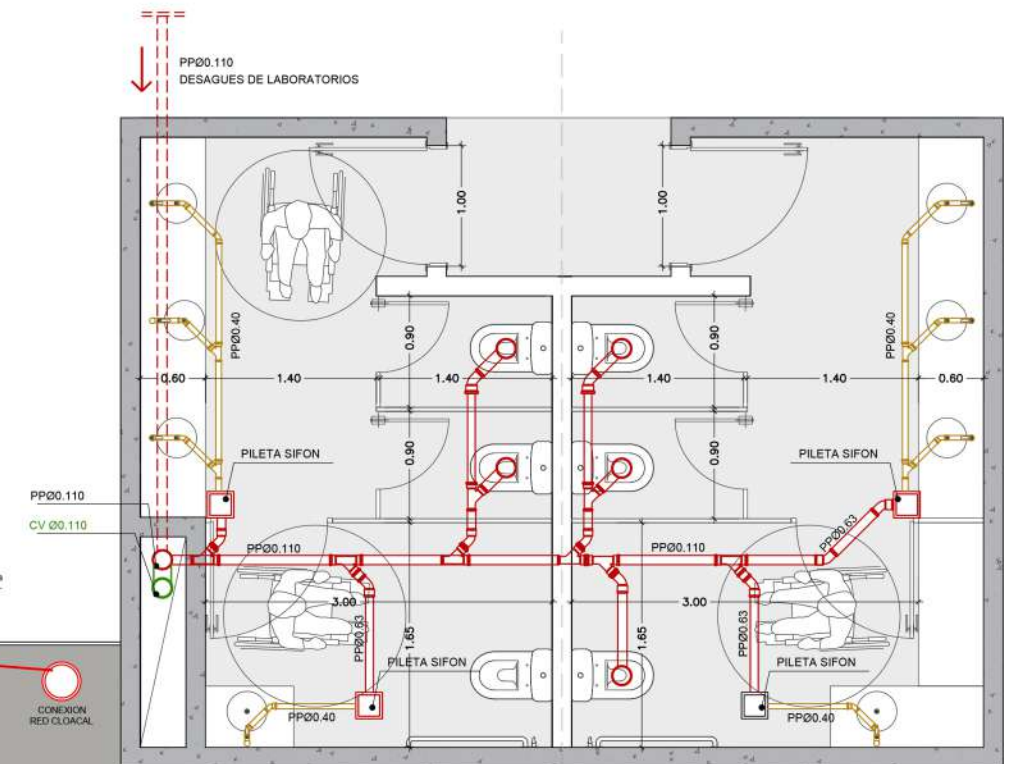 PPØ0.110
DESAGUES DE LABORATORIOS
1.00
1.00
PPØ0.40
0.90
0.90
PPØ0.40
0.60
1.40
1.40
1.40
1.40
0.60
0.90
0.90
PILETA SIFON
PILETA SIFON
PPØ0.110
CV Ø0.110
PPØ0.110
PPØ0.110
PPØ0.63
3.00
3.00
PPØ0.63
1.65
1.65
PPØ0.63
PILETA SIFON
PILETA SIFON
CONEXION
RED CLOACAL
PPØ0.40
PPØ0.40